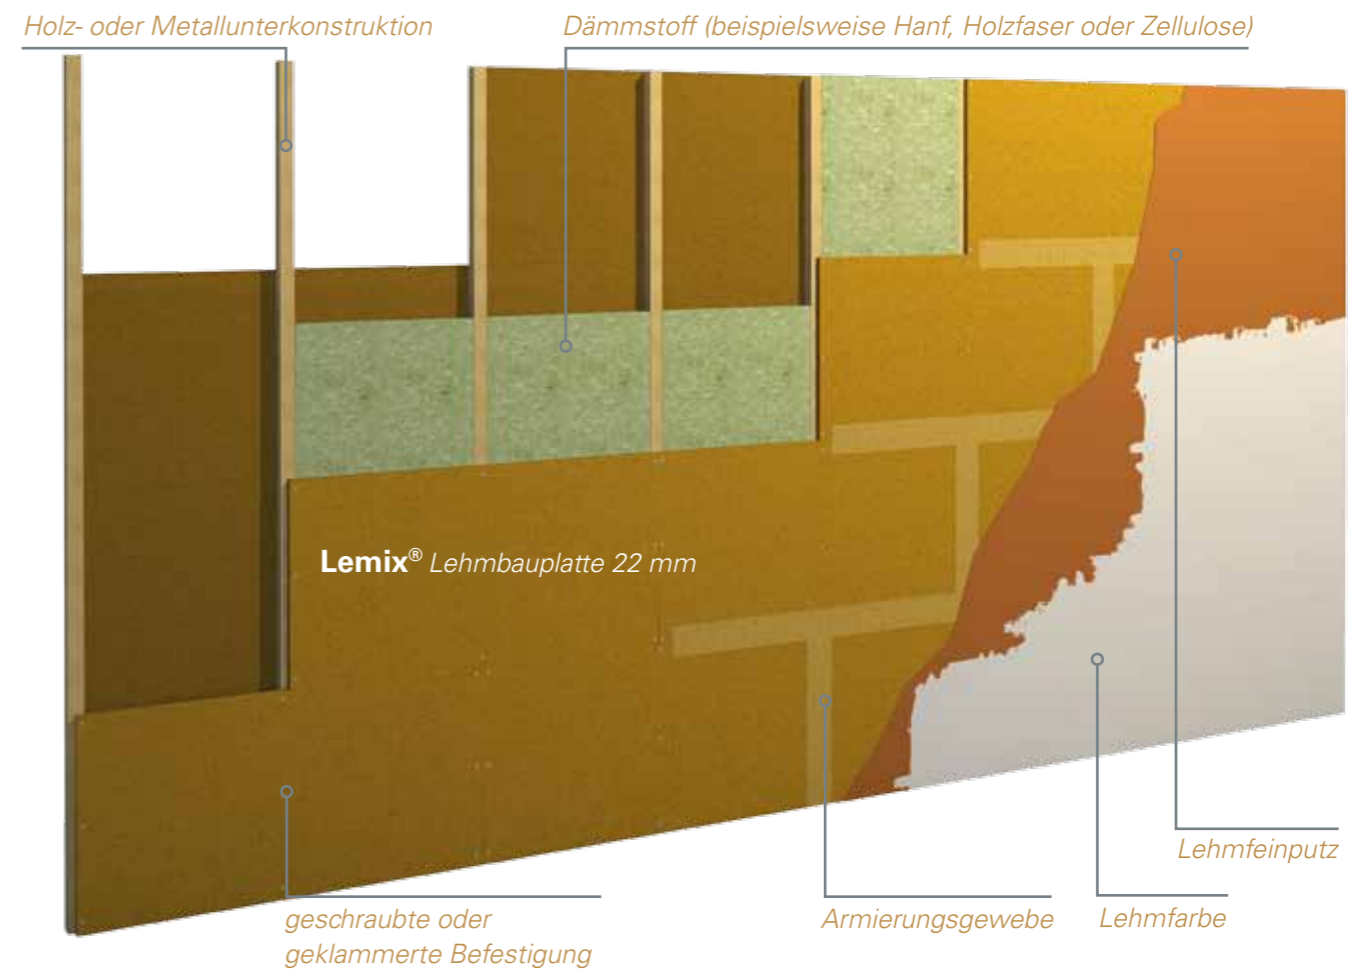 Holz- oder Metallunterkonstruktion
Dämmstoff (beispielsweise Hanf, Holzfaser oder Zellulose)
Lemix® Lehmbauplatte 22 mm
Lehmfeinputz
geschraubte oder
geklammerte Befestigung
Armierungsgewebe
Lehmfarbe